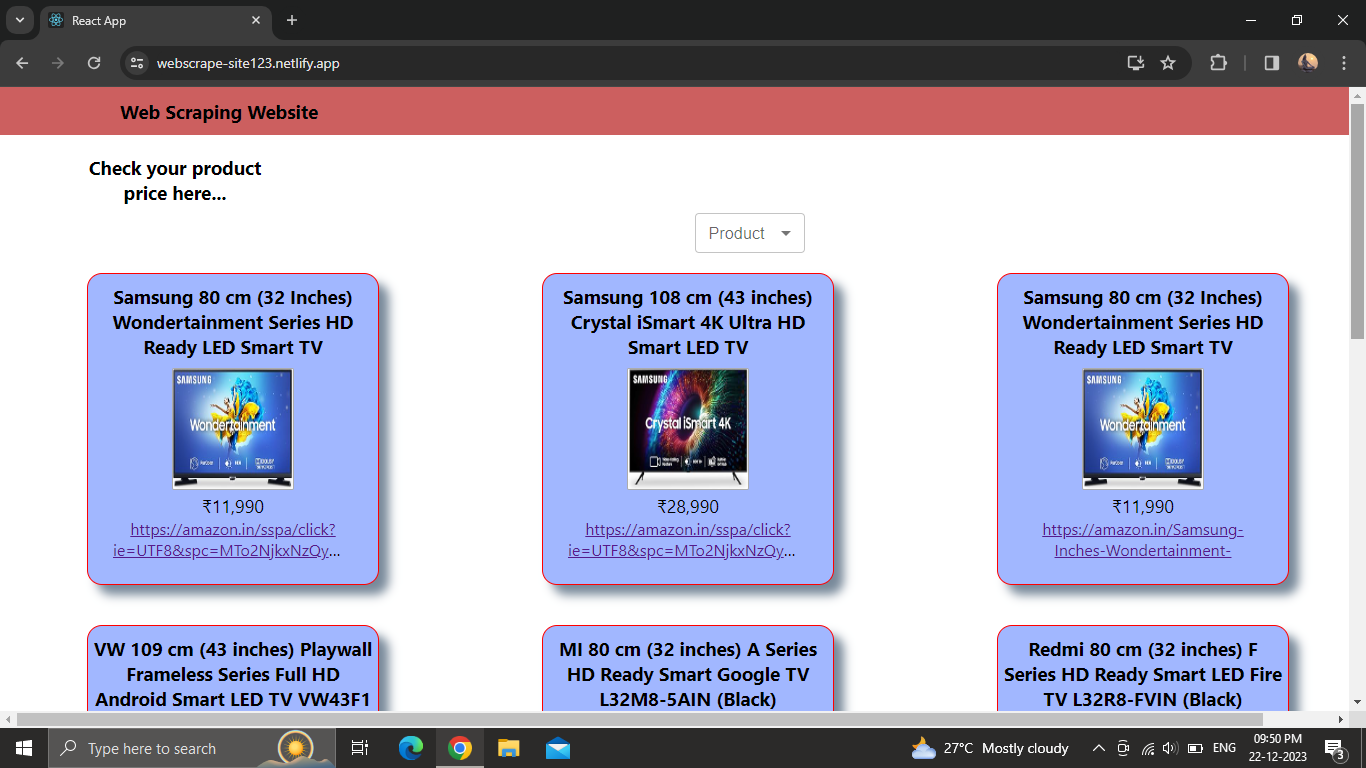 React App
webscrape-site123.netlify.app
Web Scraping Website
Check your product
price here...
Product
Samsung 80 cm (32 Inches)
Wondertainment Series HD
Ready LED Smart TV
SAMSUNG
Wondertainment
₹11,990
https://amazon.in/sspa/click?
ie=UTF8&spc=MTo2NjkxNzQy...
Samsung 108 cm (43 inches)
Crystal iSmart 4K Ultra HD
Smart LED TV
SAMSUNG
Crystal iSmart 4K
₹28,990
https://amazon.in/sspa/click?
ie=UTF8&spc=MTo2NjkxNzQy...
Samsung 80 cm (32 Inches)
Wondertainment Series HD
Ready LED Smart TV
SAMSUNG
Wondertainment
₹11,990
https://amazon.in/Samsung-
Inches-Wondertainment-
VW 109 cm (43 inches) Playwall
Frameless Series Full HD
Android Smart LED TV VW43F1
MI 80 cm (32 inches) A Series
HD Ready Smart Google TV
L32M8-5AIN (Black)
Redmi 80 cm (32 inches) F
Series HD Ready Smart LED Fire
TV L32R8-FVIN (Black)
Type here to search
27°C Mostly cloudy
ENG
09:50 PM
22-12-2023
3